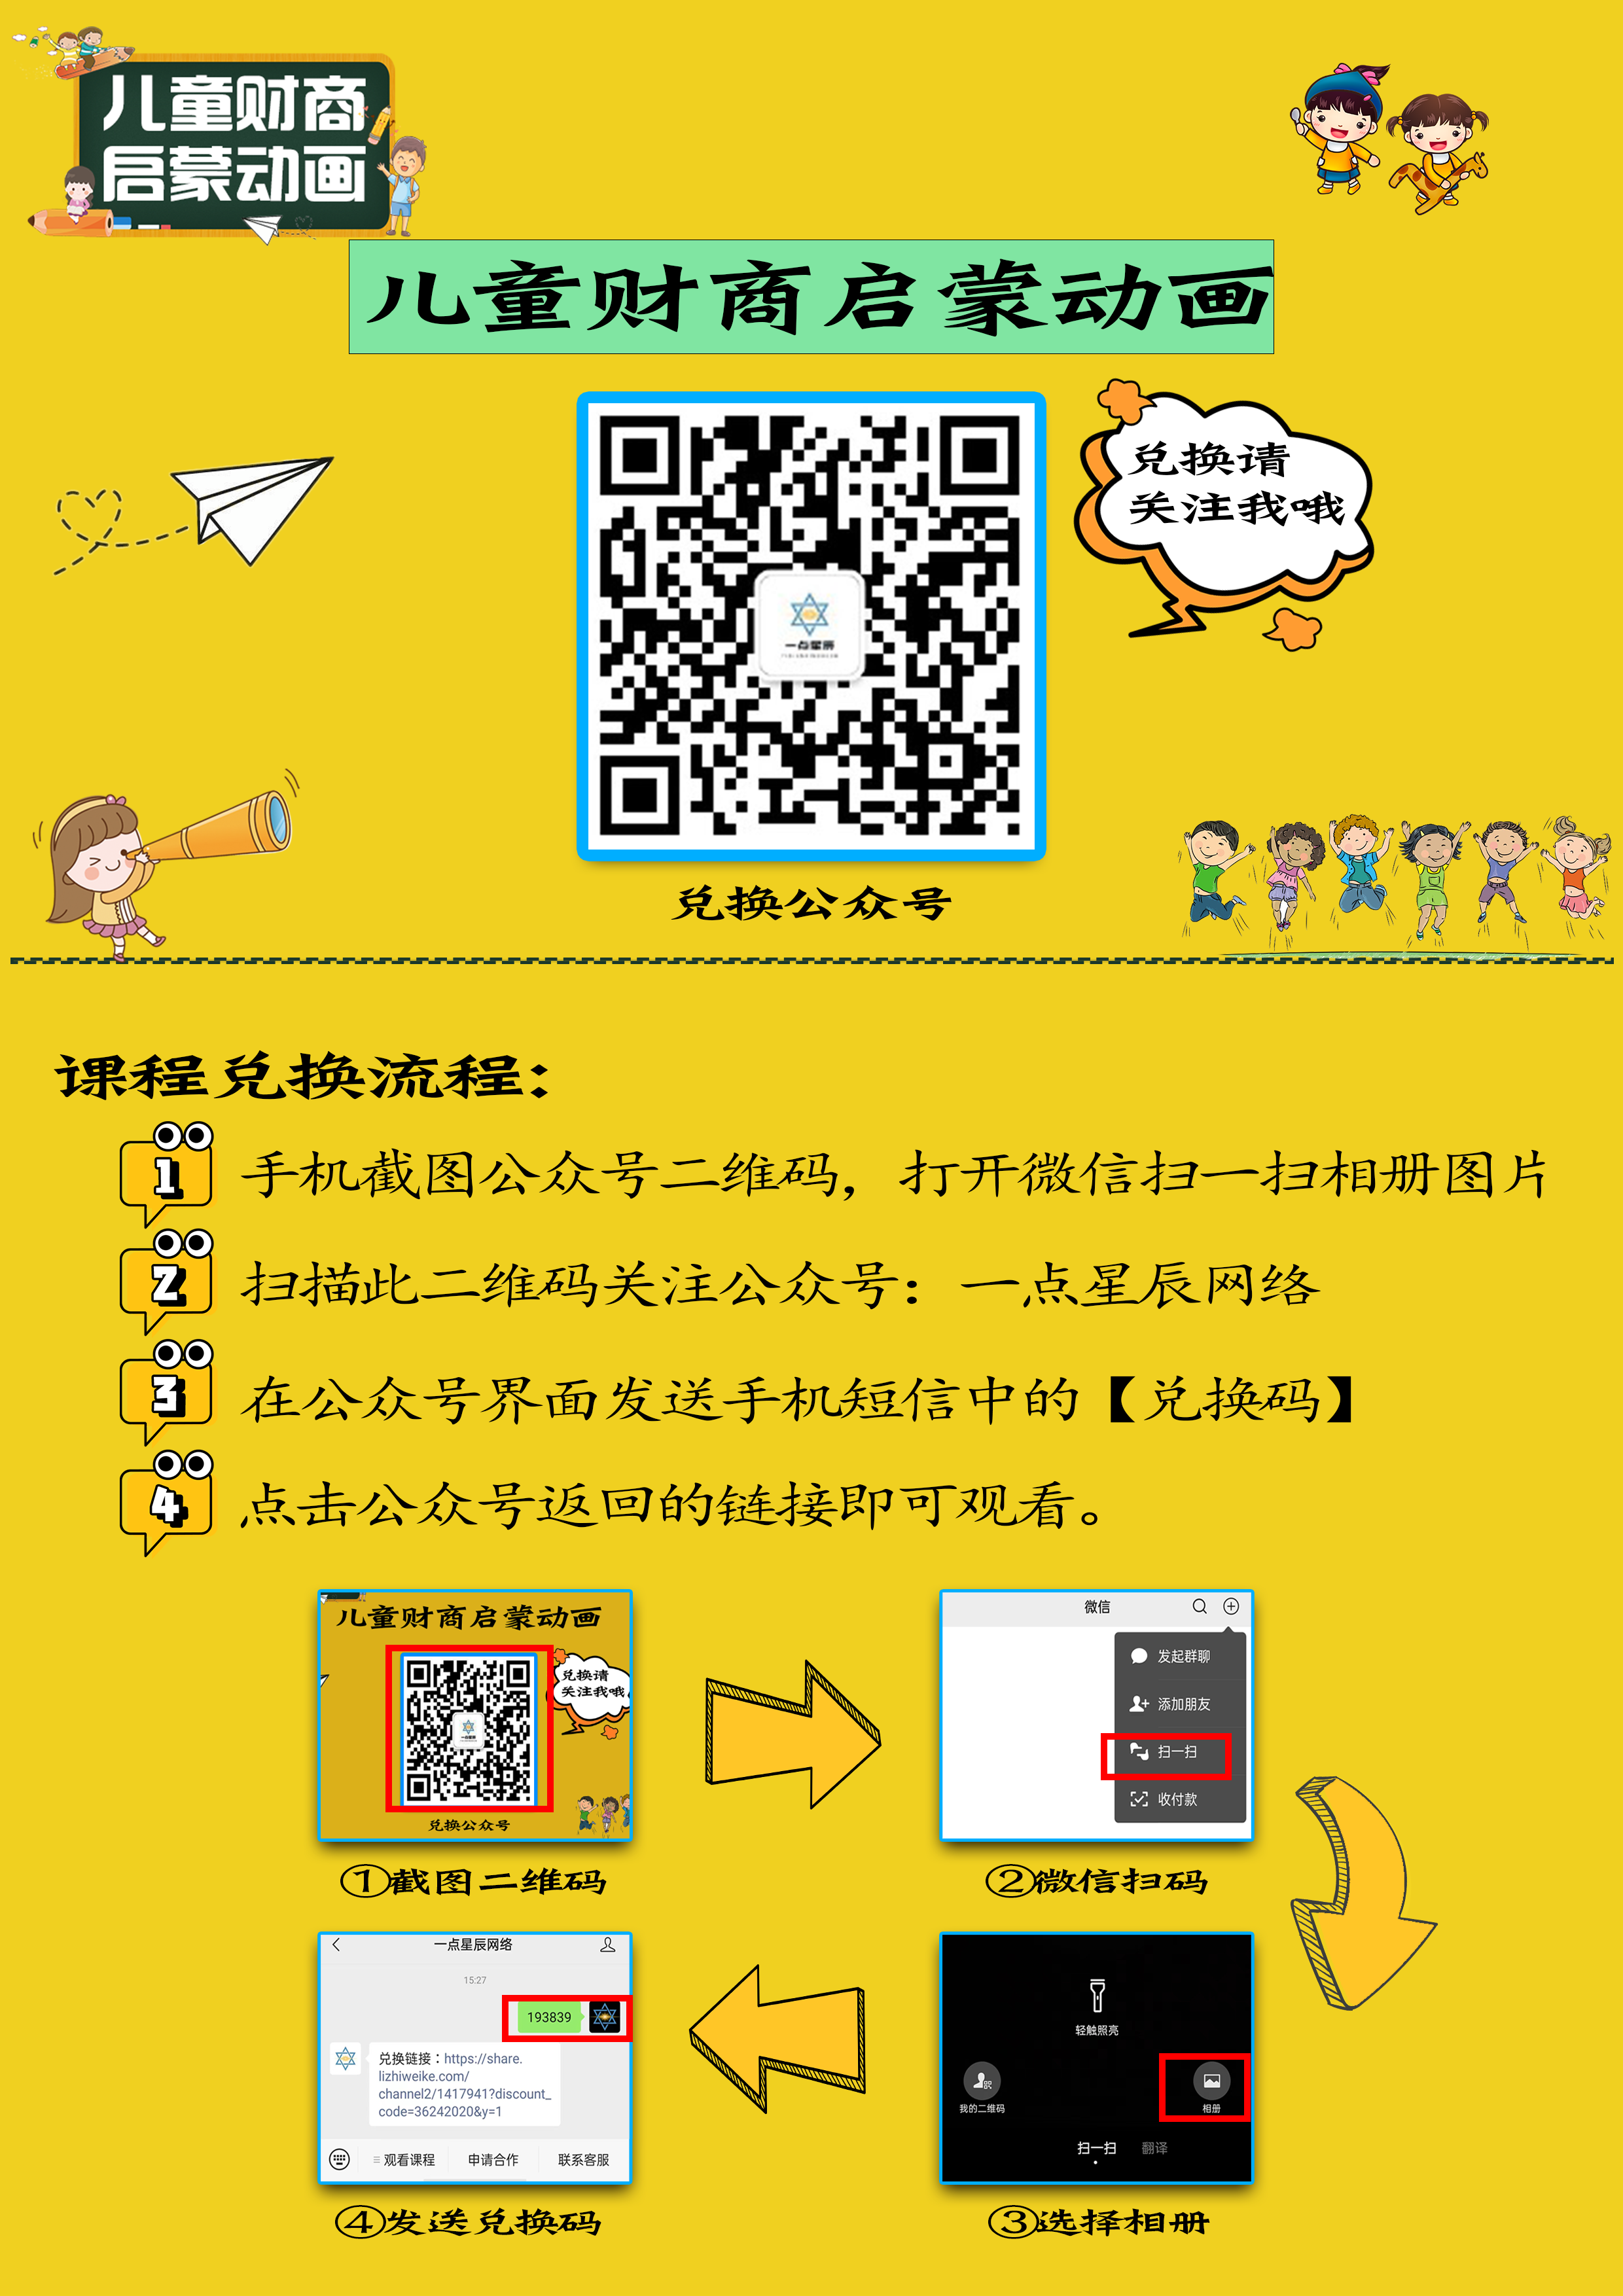 儿童财商
启蒙动画
儿童财商启蒙动画
兑换请
关注我哦
一点星辰
兑换公众号
课程兑换流程:
1 手机截图公众号二维码，打开微信扫一扫相册图片
2 扫描此二维码关注公众号：一点星辰网络
3 在公众号界面发送手机短信中的【兑换码】
4 点击公众号返回的链接即可观看。
儿童财商启蒙动画
兑换请
关注我哦
兑换公众号
①截图二维码
微信
发起群聊
添加朋友
扫一扫
收付款
②微信扫码
一点星辰网络
15:27
193839
兑换链接：https://share.
lizhiweike.com/
channel2/1417941?discount_
code=36242020&y=1
观看课程 申请合作 联系客服
④发送兑换码
轻触照亮
我的二维码
相册
扫一扫 翻译
③选择相册